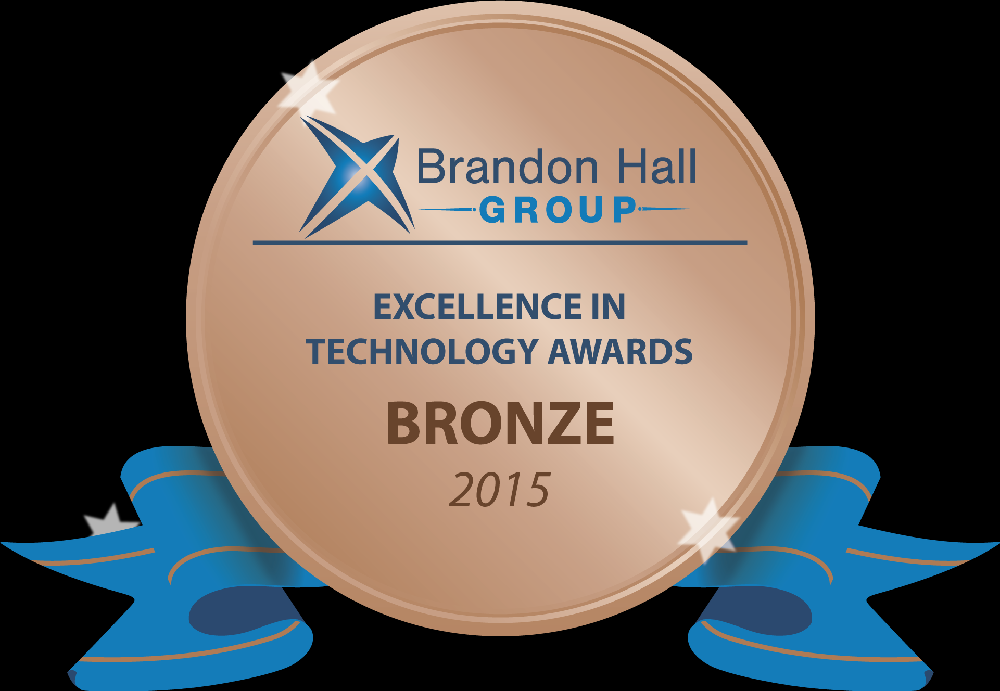 Brandon Hall
GROUP
EXCELLENCE IN
TECHNOLOGY AWARDS
BRONZE
2015